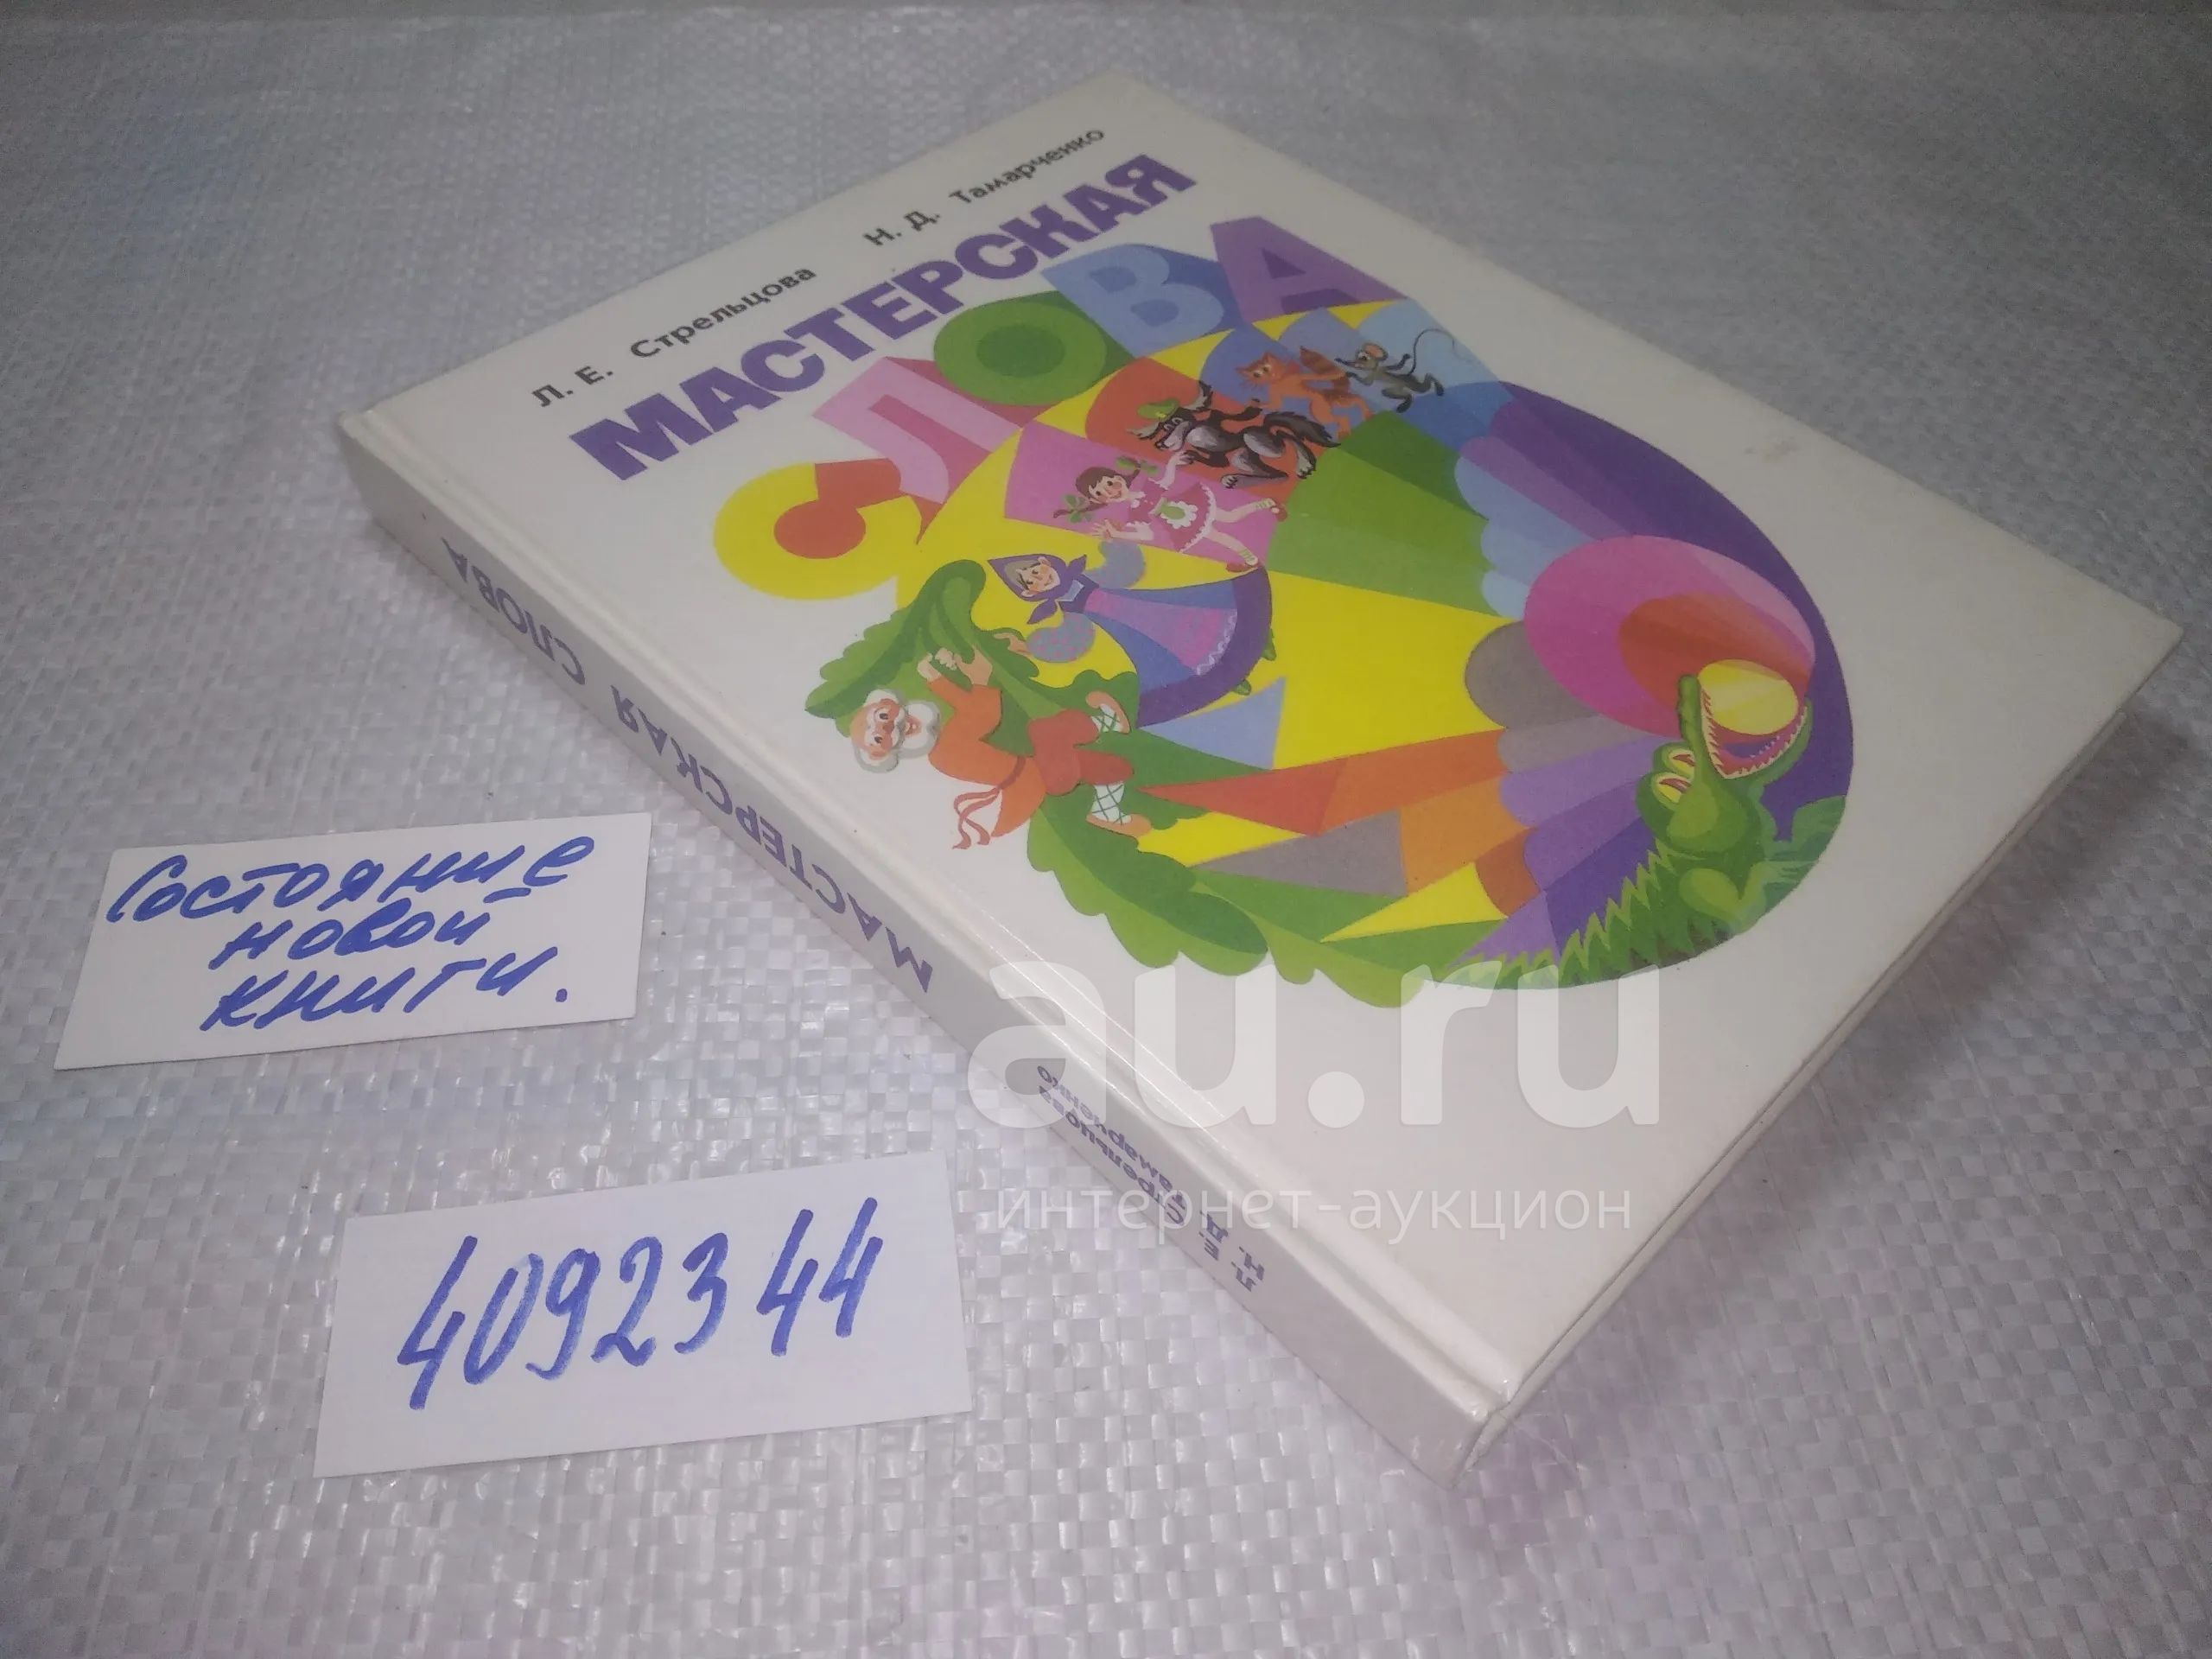 Л. Е. Стрельцова Н. Д. Тамарченко
МАСТЕРСКАЯ
СЛОВА
МАСТЕРСКАЯ СЛОВА
Л. Е. Стрельцова
Н. Д. Тамарченко
Состояние
новой
книги.
4092344
au.ru
интернет-аукцион